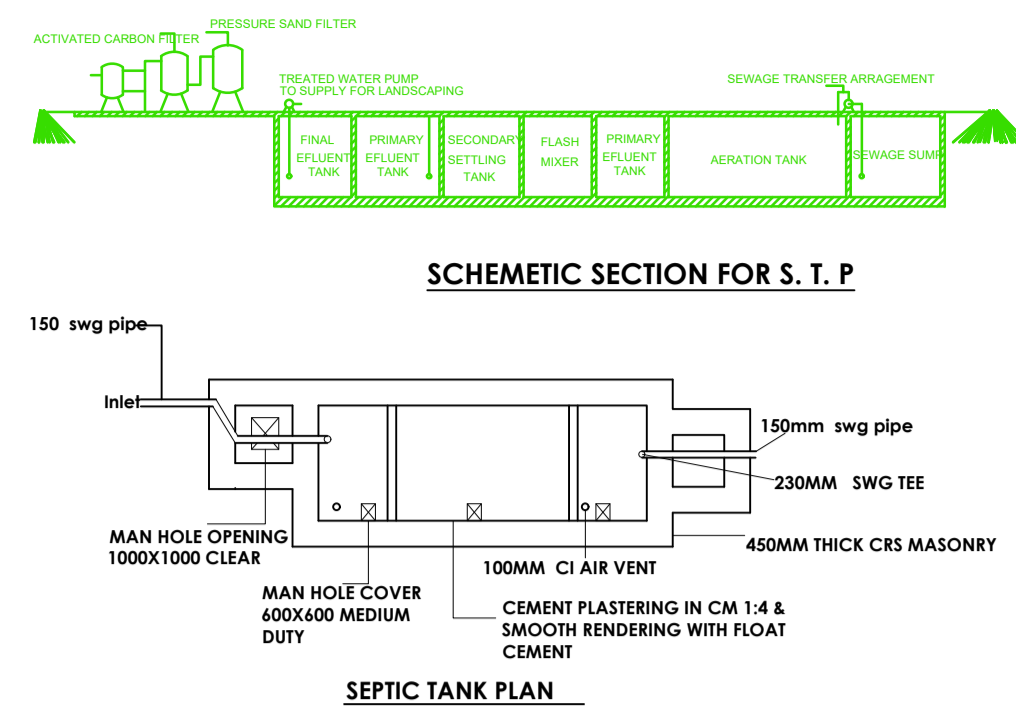 PRESSURE SAND FILTER
ACTIVATED CARBON FILTER
TREATED WATER PUMP
TO SUPPLY FOR LANDSCAPING
SEWAGE TRANSFER ARRAGEMENT
FINAL
EFLUENT
TANK
PRIMARY
EFLUENT
TANK
SECONDARY
SETTLING
TANK
FLASH
MIXER
PRIMARY
EFLUENT
TANK
AERATION TANK
SEWAGE SUMP
SCHEMETIC SECTION FOR S. T. P
150 swg pipe
Inlet
150mm swg pipe
230MM SWG TEE
MAN HOLE OPENING
1000X1000 CLEAR
450MM THICK CRS MASONRY
100MM CI AIR VENT
MAN HOLE COVER
600X600 MEDIUM
DUTY
CEMENT PLASTERING IN CM 1:4 &
SMOOTH RENDERING WITH FLOAT
CEMENT
SEPTIC TANK PLAN